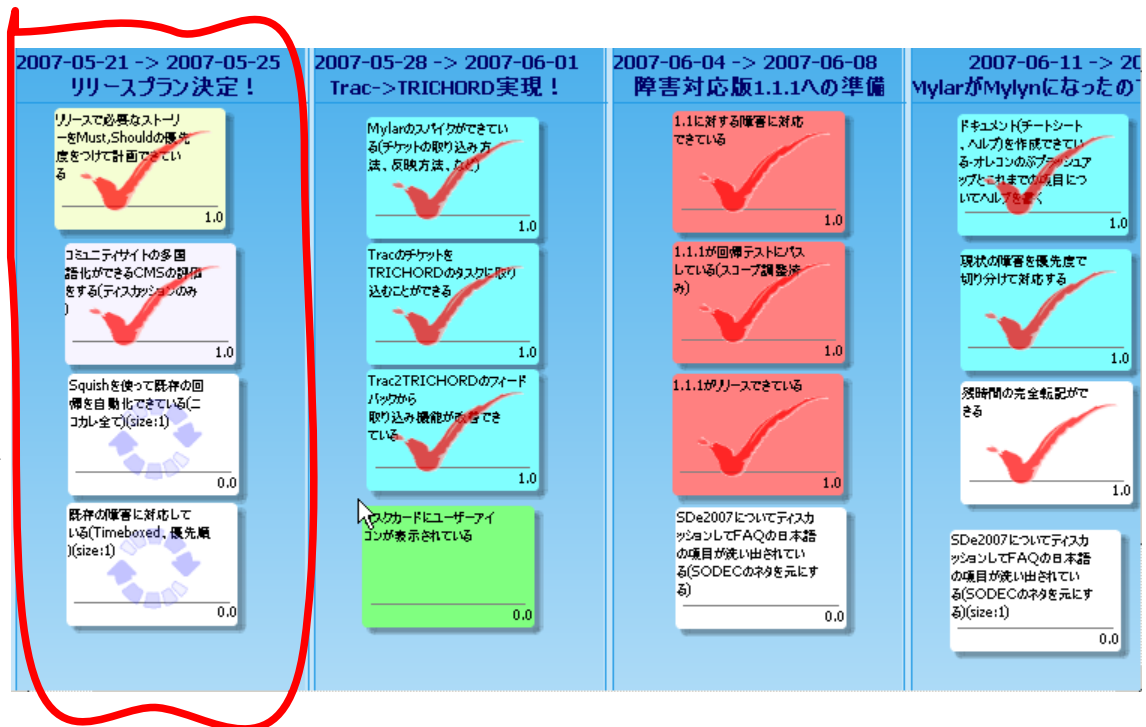 2007-05-21 -> 2007-05-25
リリースプラン決定！
リリースで必要なストーリ
ーをMust,Shouldの優先
度をつけて計画できてい
る
1.0
コミュニティサイトの多国
語化ができるCMSの評価
をする(ディスカッションのみ
)
1.0
Squishを使って既存の回
帰を自動化できている(ニ
コカレ全て)(size:1)
0.0
既存の障害に対応して
いる(Timeboxed、優先順
)(size:1)
0.0
2007-05-28 -> 2007-06-01
Trac->TRICHORD実現！
Mylarのスパイクができてい
る(チケットの取り込み方
法、反映方法、など)
1.0
Tracのチケットを
TRICHORDのタスクに取り
込むことができる
1.0
Trac2TRICHORDのフィード
バックから
取り込み機能が改善でき
ている
1.0
スクカードにユーザーアイ
コンが表示されている
0.0
2007-06-04 -> 2007-06-08
障害対応版1.1.1への準備
1.1に対する障害に対応
できている
1.0
1.1.1が回帰テストにパス
している(スコープ調整済
み)
1.0
1.1.1がリリースできている
1.0
SDe2007についてディスカ
ッションしてFAQの日本語
の項目が洗い出されてい
る(SODECのネタを元にす
る)
0.0
2007-06-11 -> 20
MylarがMylynになったの
ドキュメント(チートシート
、ヘルプ)を作成できてい
る-オレコンのぶブラッシュア
ップとこれまでの項目につ
いてヘルプを書く
1.0
現状の障害を優先度で
切り分けて対応する
1.0
残時間の完全転記がで
きる
1.0
SDe2007についてディスカ
ッションしてFAQの日本語
の項目が洗い出されてい
る(SODECのネタを元にす
る)(size:1)
0.0